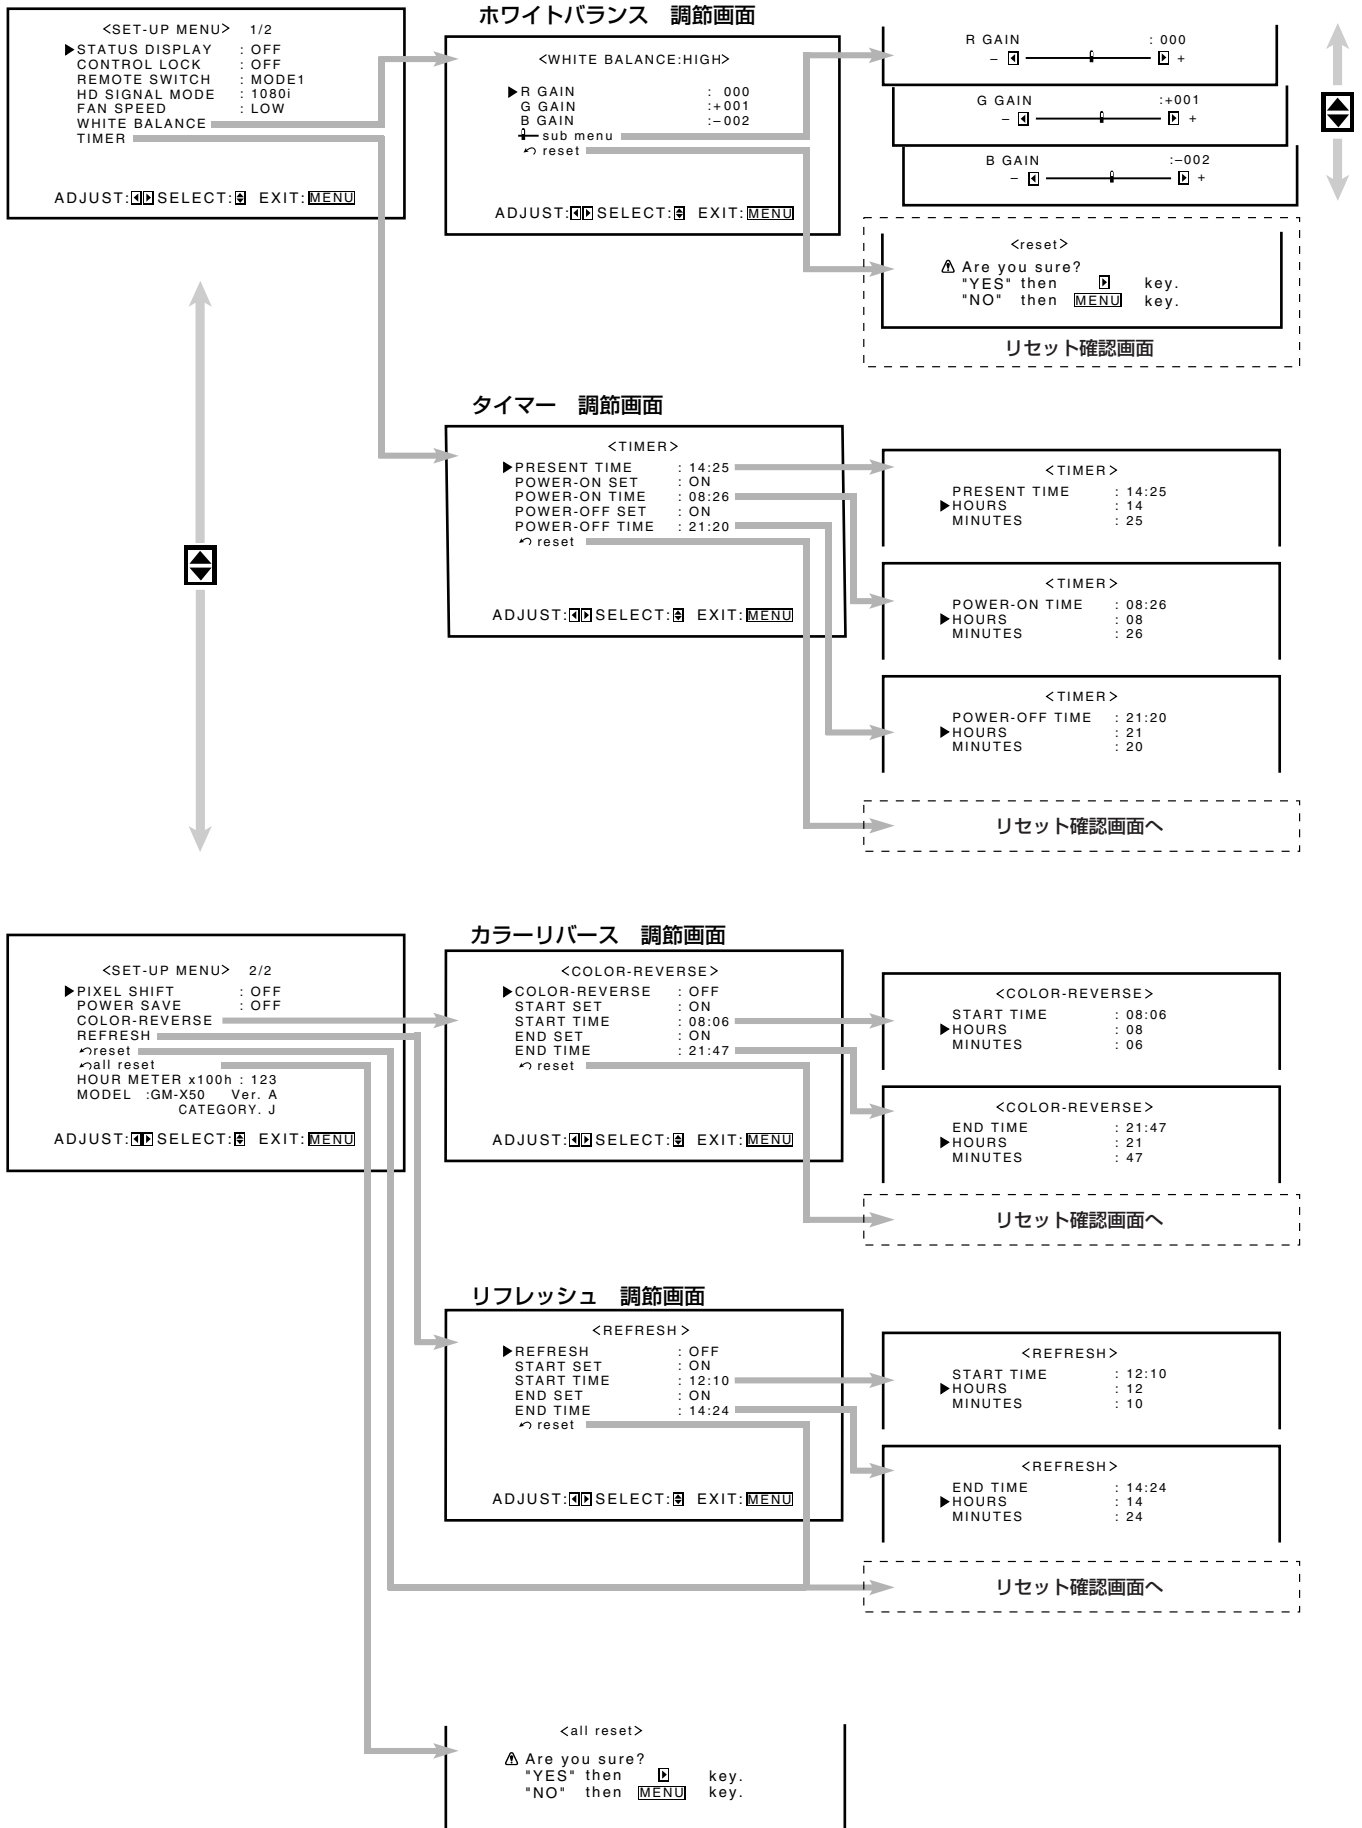 <SET-UP MENU> 1/2
▶STATUS DISPLAY : OFF
CONTROL LOCK : OFF
REMOTE SWITCH : MODE1
HD SIGNAL MODE : 1080i
FAN SPEED : LOW
WHITE BALANCE
TIMER
ADJUST:◀▶SELECT: EXIT:MENU
ホワイトバランス 調節画面
<WHITE BALANCE:HIGH>
▶R GAIN : 000
G GAIN :+001
B GAIN :−002
sub menu
reset
ADJUST:◀▶SELECT: EXIT:MENU
R GAIN : 000
− ◀ ▶ +
G GAIN :+001
− ◀ ▶ +
B GAIN :−002
− ◀ ▶ +
<reset>
⚠ Are you sure?
"YES" then ▶ key.
"NO" then MENU key.
リセット確認画面
タイマー 調節画面
<TIMER>
▶PRESENT TIME : 14:25
POWER-ON SET : ON
POWER-ON TIME : 08:26
POWER-OFF SET : ON
POWER-OFF TIME : 21:20
reset
ADJUST:◀▶SELECT: EXIT:MENU
<TIMER>
PRESENT TIME : 14:25
▶HOURS : 14
MINUTES : 25
<TIMER>
POWER-ON TIME : 08:26
▶HOURS : 08
MINUTES : 26
<TIMER>
POWER-OFF TIME : 21:20
▶HOURS : 21
MINUTES : 20
リセット確認画面へ
<SET-UP MENU> 2/2
▶PIXEL SHIFT : OFF
POWER SAVE : OFF
COLOR-REVERSE
REFRESH
reset
all reset
HOUR METER x100h : 123
MODEL :GM-X50 Ver. A
CATEGORY. J
ADJUST:◀▶SELECT: EXIT:MENU
カラーリバース 調節画面
<COLOR-REVERSE>
▶COLOR-REVERSE : OFF
START SET : ON
START TIME : 08:06
END SET : ON
END TIME : 21:47
reset
ADJUST:◀▶SELECT: EXIT:MENU
<COLOR-REVERSE>
START TIME : 08:06
▶HOURS : 08
MINUTES : 06
<COLOR-REVERSE>
END TIME : 21:47
▶HOURS : 21
MINUTES : 47
リセット確認画面へ
リフレッシュ 調節画面
<REFRESH>
▶REFRESH : OFF
START SET : ON
START TIME : 12:10
END SET : ON
END TIME : 14:24
reset
ADJUST:◀▶SELECT: EXIT:MENU
<REFRESH>
START TIME : 12:10
▶HOURS : 12
MINUTES : 10
<REFRESH>
END TIME : 14:24
▶HOURS : 14
MINUTES : 24
リセット確認画面へ
<all reset>
⚠ Are you sure?
"YES" then ▶ key.
"NO" then MENU key.